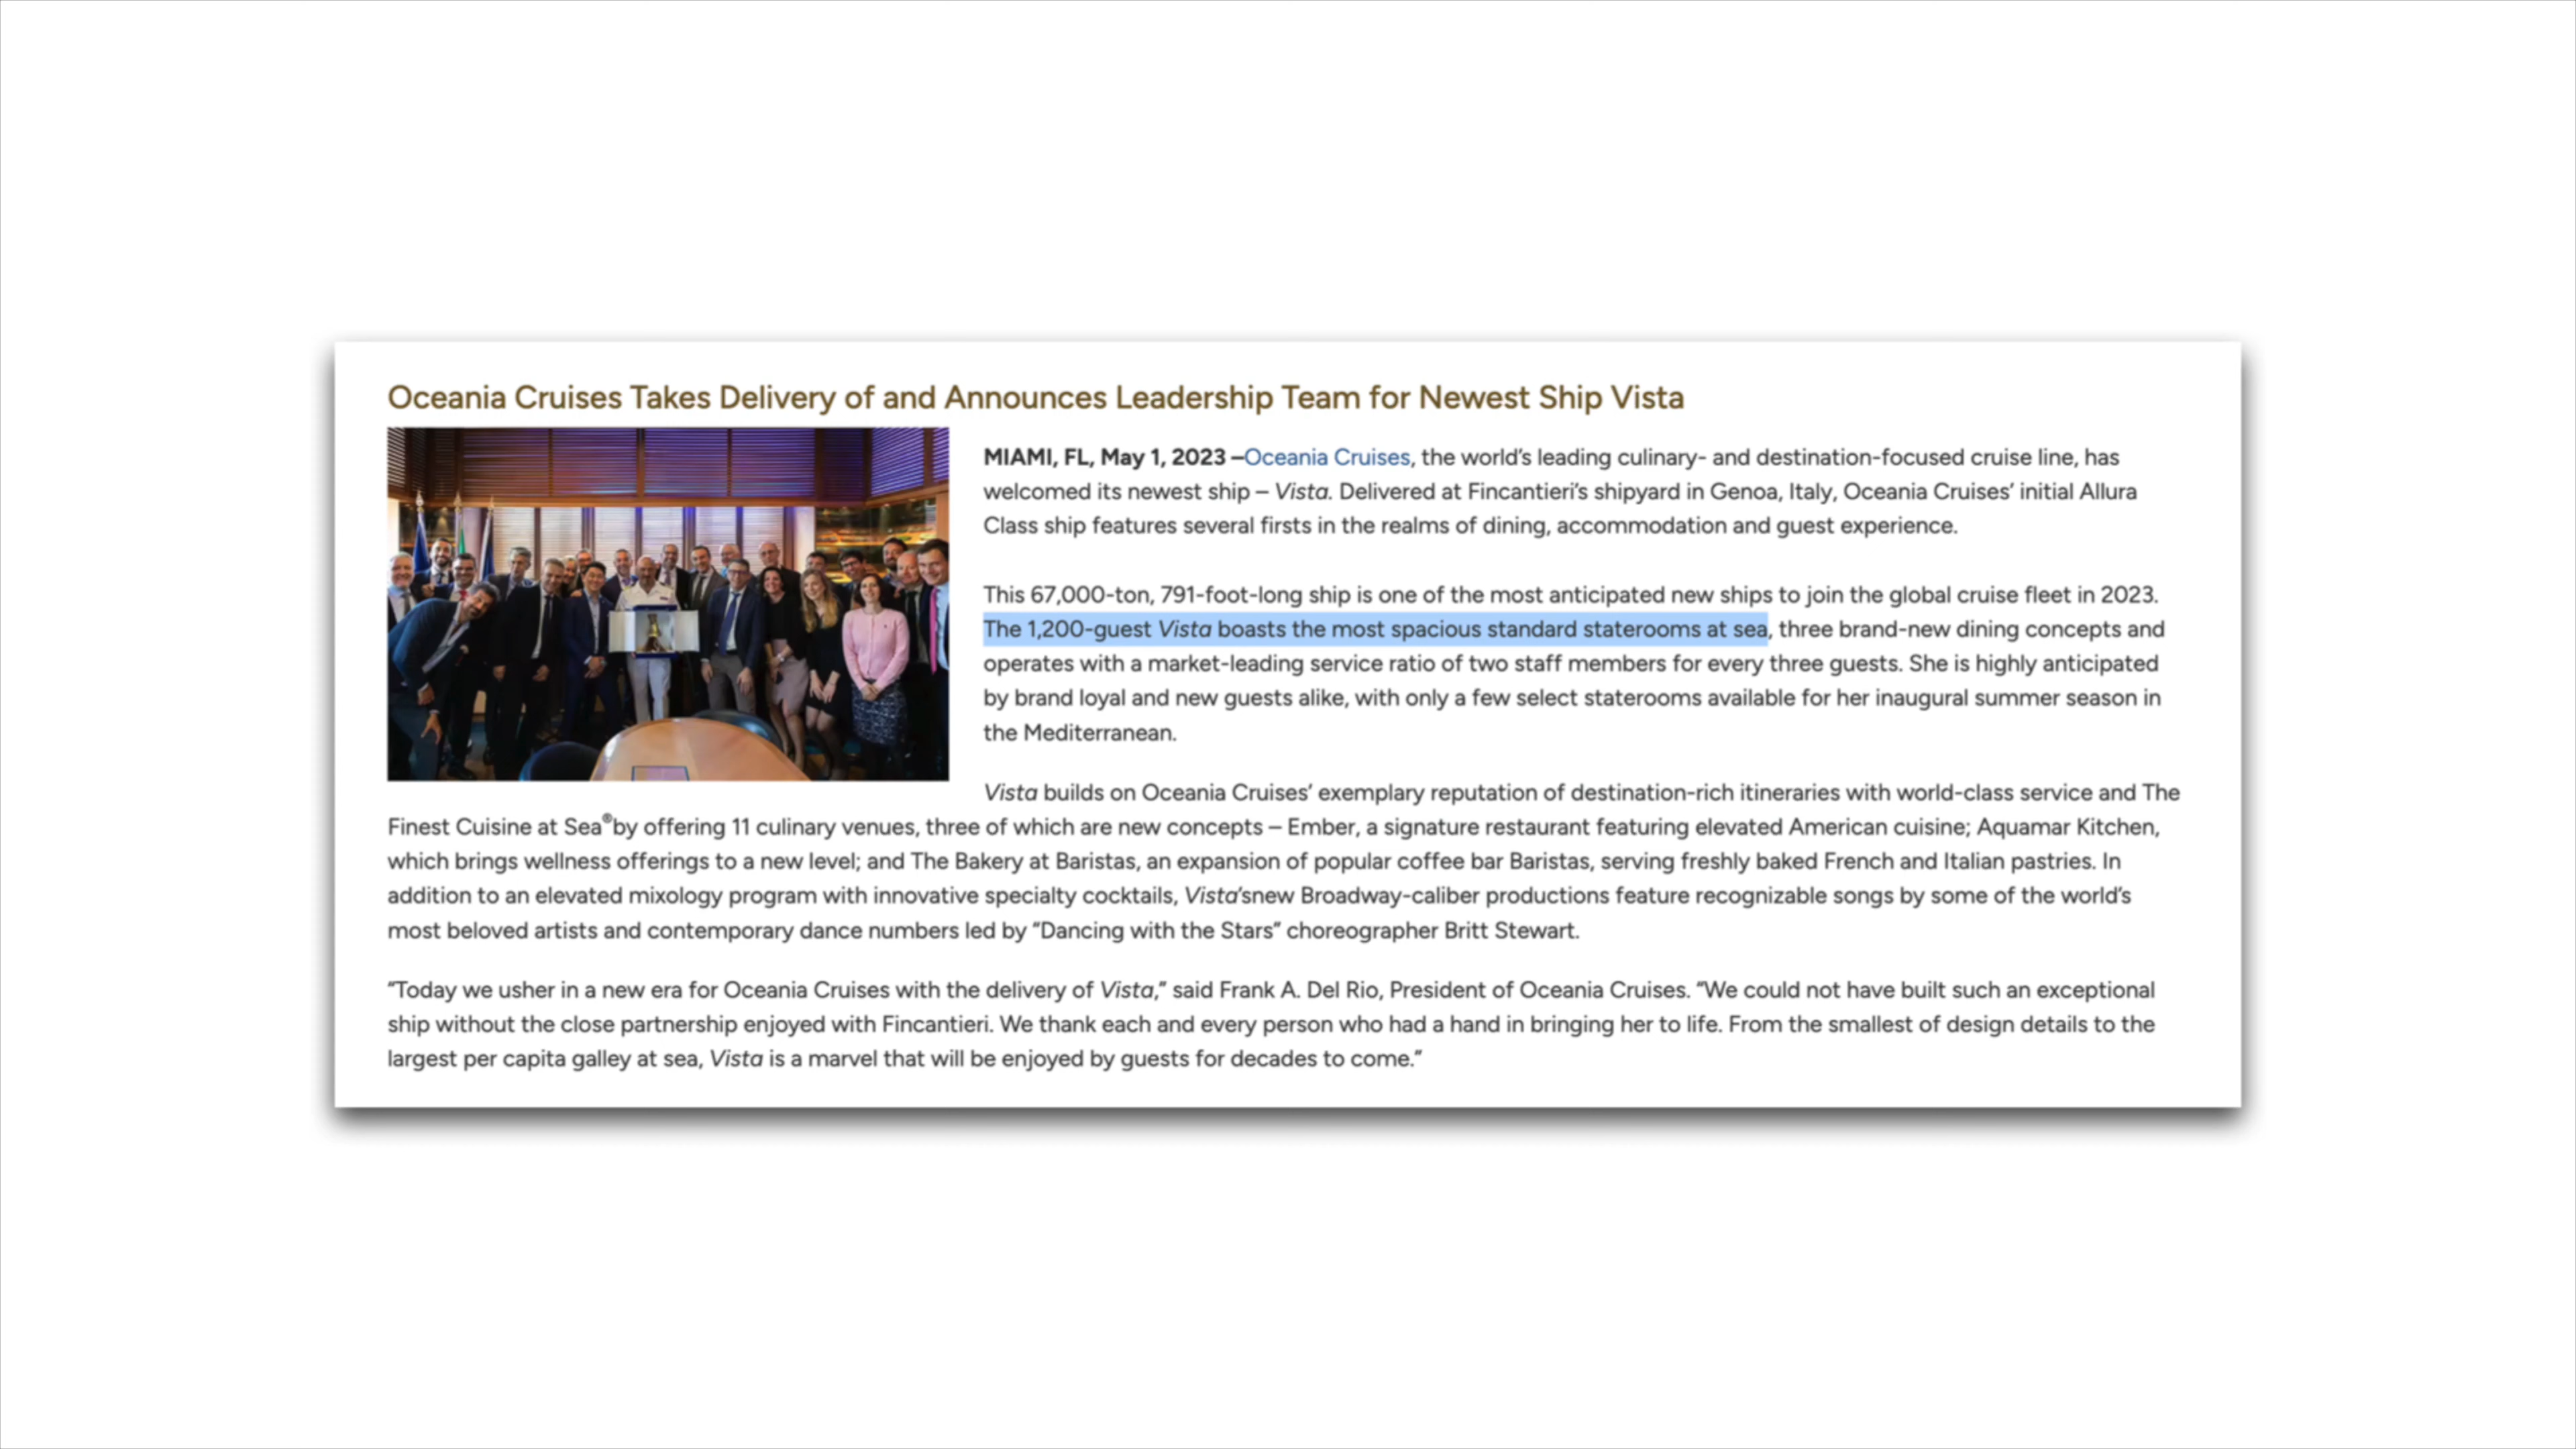 Oceania Cruises Takes Delivery of and Announces Leadership Team for Newest Ship Vista
MIAMI, FL, May 1, 2023 –Oceania Cruises, the world's leading culinary- and destination-focused cruise line, has
welcomed its newest ship – Vista. Delivered at Fincantieri's shipyard in Genoa, Italy, Oceania Cruises' initial Allura
Class ship features several firsts in the realms of dining, accommodation and guest experience.
This 67,000-ton, 791-foot-long ship is one of the most anticipated new ships to join the global cruise fleet in 2023.
The 1,200-guest Vista boasts the most spacious standard staterooms at sea, three brand-new dining concepts and
operates with a market-leading service ratio of two staff members for every three guests. She is highly anticipated
by brand loyal and new guests alike, with only a few select staterooms available for her inaugural summer season in
the Mediterranean.
Vista builds on Oceania Cruises' exemplary reputation of destination-rich itineraries with world-class service and The
Finest Cuisine at Sea®by offering 11 culinary venues, three of which are new concepts – Ember, a signature restaurant featuring elevated American cuisine; Aquamar Kitchen,
which brings wellness offerings to a new level; and The Bakery at Baristas, an expansion of popular coffee bar Baristas, serving freshly baked French and Italian pastries. In
addition to an elevated mixology program with innovative specialty cocktails, Vista'snew Broadway-caliber productions feature recognizable songs by some of the world's
most beloved artists and contemporary dance numbers led by "Dancing with the Stars" choreographer Britt Stewart.
"Today we usher in a new era for Oceania Cruises with the delivery of Vista," said Frank A. Del Rio, President of Oceania Cruises. "We could not have built such an exceptional
ship without the close partnership enjoyed with Fincantieri. We thank each and every person who had a hand in bringing her to life. From the smallest of design details to the
largest per capita galley at sea, Vista is a marvel that will be enjoyed by guests for decades to come."